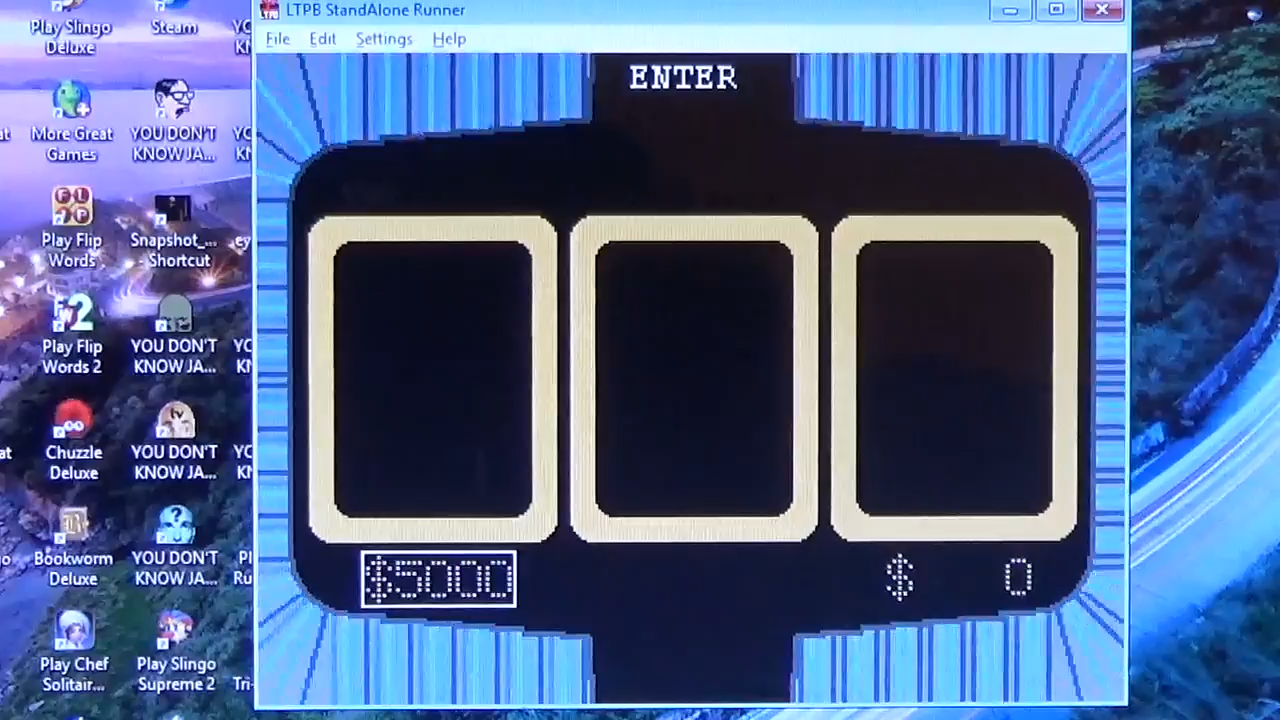 LTPB StandAlone Runner
File Edit Settings Help
ENTER
$5000
$ 0
Play Slingo
Deluxe
Steam
More Great
Games
YOU DON'T
KNOW JA...
Play Flip
Words
Snapshot_...
- Shortcut
Play Flip
Words 2
YOU DON'T
KNOW JA...
Chuzzle
Deluxe
YOU DON'T
KNOW JA...
Bookworm
Deluxe
YOU DON'T
KNOW JA...
Play Chef
Solitair...
Play Slingo
Supreme 2
Tri-